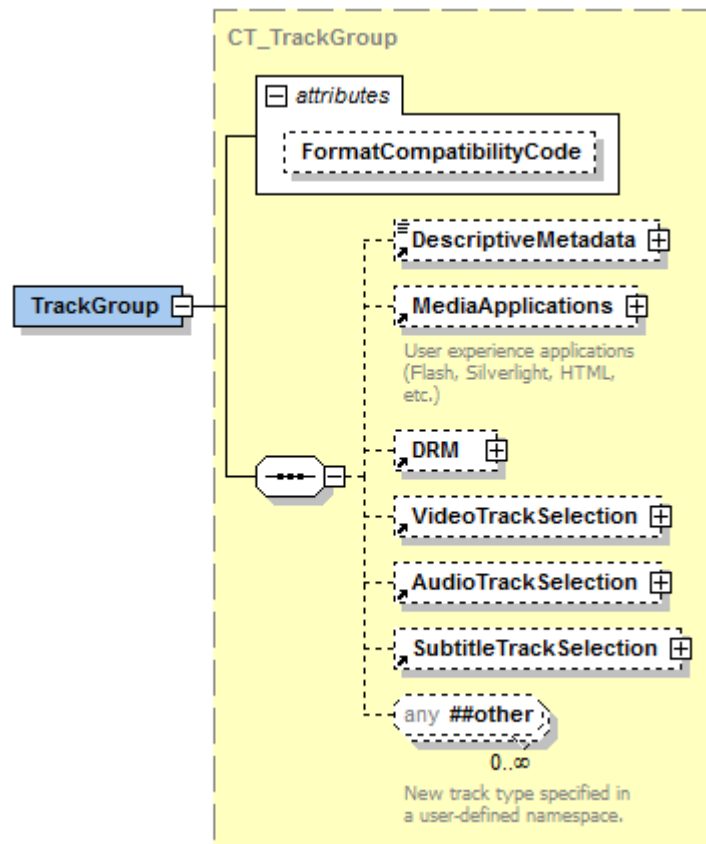 CT_TrackGroup
attributes
FormatCompatibilityCode
TrackGroup
DescriptiveMetadata
MediaApplications
User experience applications
(Flash, Silverlight, HTML,
etc.)
DRM
VideoTrackSelection
AudioTrackSelection
SubtitleTrackSelection
any ##other
0..∞
New track type specified in
a user-defined namespace.